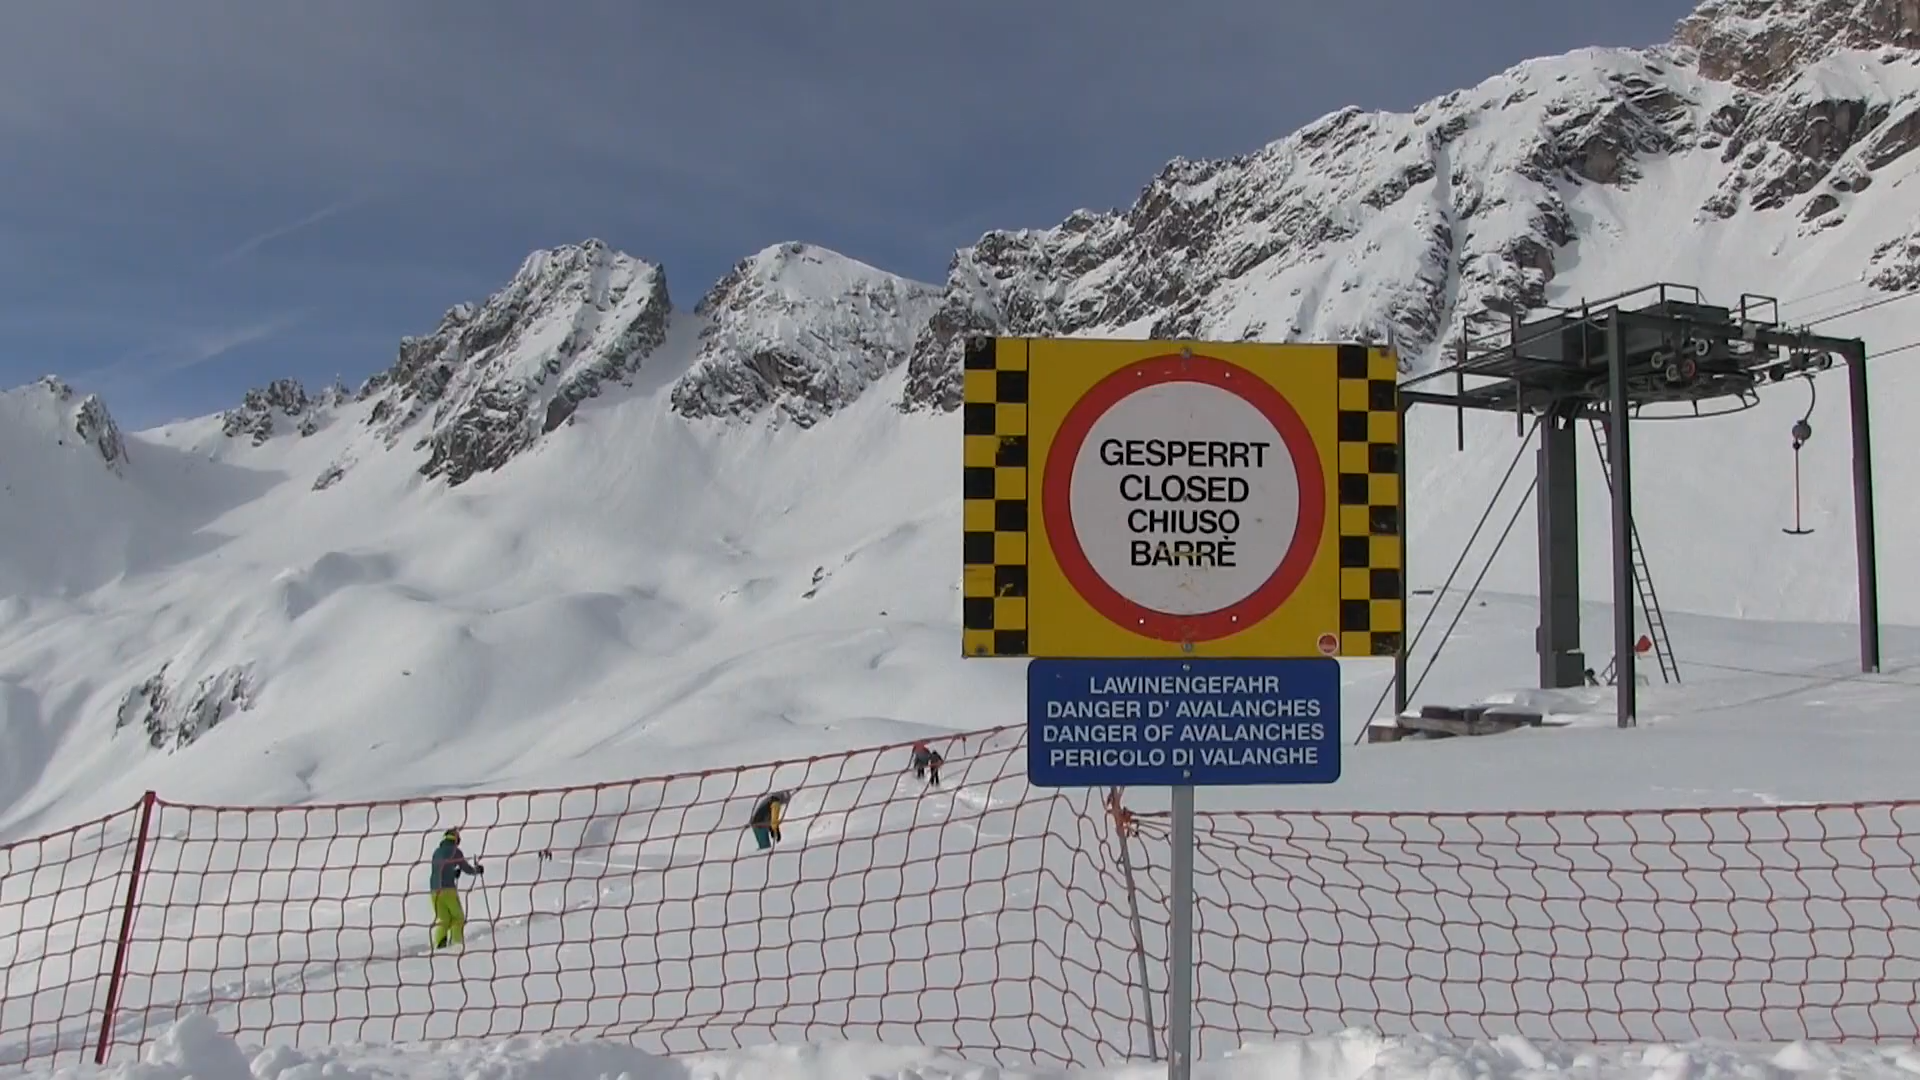 GESPERRT
CLOSED
CHIUSO
BARRÈ
LAWINENGEFAHR
DANGER D' AVALANCHES
DANGER OF AVALANCHES
PERICOLO DI VALANGHE